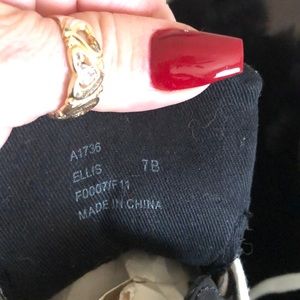 A1736
ELLIS 7B
F0007/F11
MADE IN CHINA